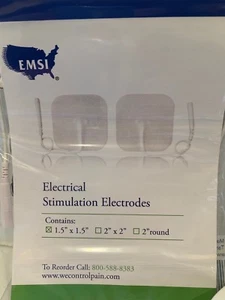 EMSI
Electrical
Stimulation Electrodes
Contains:
☒ 1.5" x 1.5" ☐ 2" x 2" ☐ 2"round
To Reorder Call: 800-588-8383
www.wecontrolpain.com